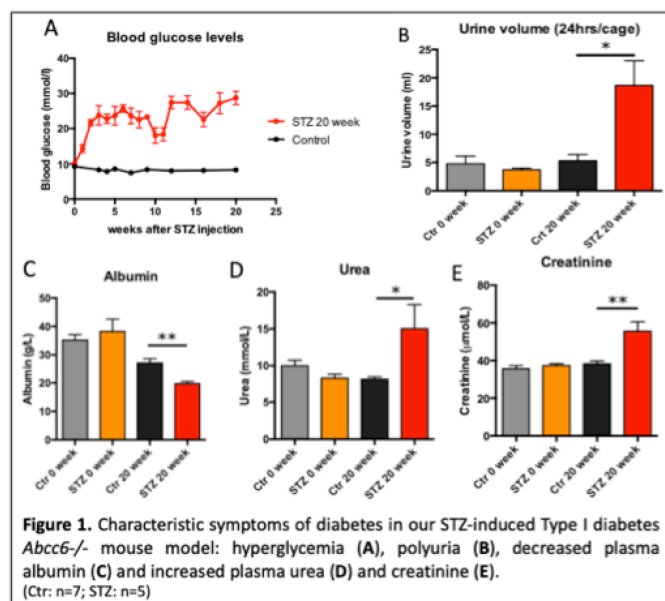 A
Blood glucose levels
Blood glucose (mmol/l)
40
30
20
10
0
0
5
10
15
20
25
weeks after STZ injection
STZ 20 week
Control
B
Urine volume (24hrs/cage)
Urine volume (ml)
25
20
15
10
5
0
*
Ctr 0 week
STZ 0 week
Crt 20 week
STZ 20 week
C
Albumin
Albumin (g/L)
50
40
30
20
10
0
**
Ctr 0 week
STZ 0 week
Ctr 20 week
STZ 20 week
D
Urea
Urea (mmol/L)
20
15
10
5
0
*
Ctr 0 week
STZ 0 week
Ctr 20 week
STZ 20 week
E
Creatinine
Creatinine (µmol/L)
80
60
40
20
0
**
Ctr 0 week
STZ 0 week
Ctr 20 week
STZ 20 week
Figure 1. Characteristic symptoms of diabetes in our STZ-induced Type I diabetes
Abcc6-/- mouse model: hyperglycemia (A), polyuria (B), decreased plasma
albumin (C) and increased plasma urea (D) and creatinine (E).
(Ctr: n=7; STZ: n=5)